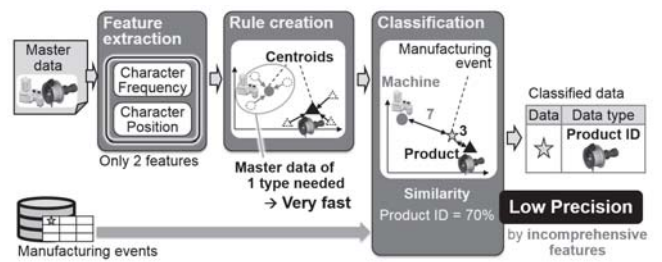 Master
data
Feature
extraction
Character
Frequency
Character
Position
Only 2 features
Rule creation
Centroids
Master data of
1 type needed
→ Very fast
Classification
Manufacturing
event
Machine
7
3
Product
Similarity
Product ID = 70%
Classified data
Data
Data type
Product ID
Low Precision
by incomprehensive
features
Manufacturing events